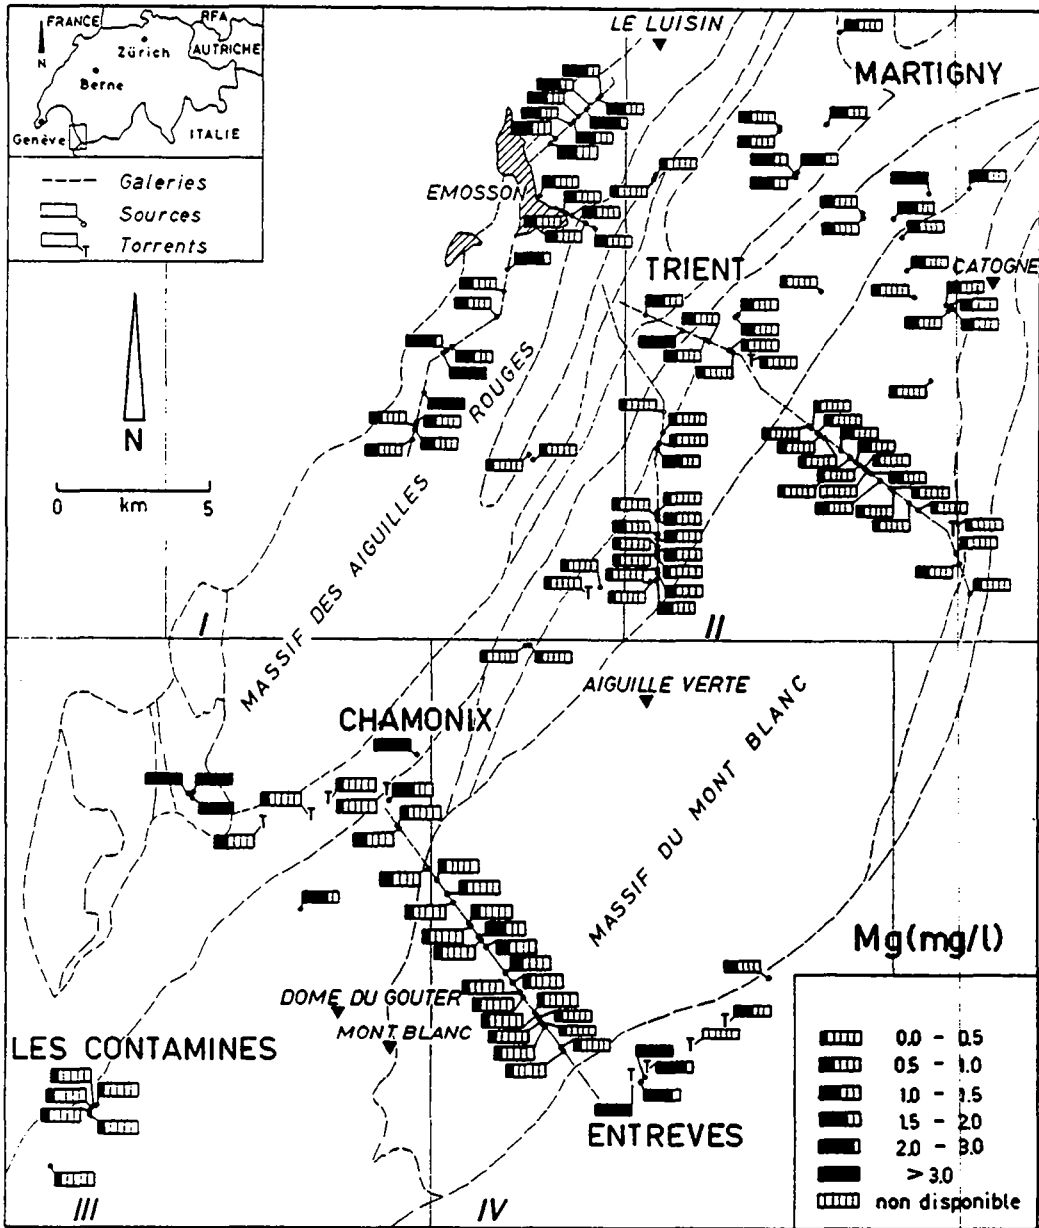 FRANCE
RFA
N
Zürich
AUTRICHE
Berne
Genève
ITALIE
Galeries
Sources
T Torrents
LE LUISIN
MARTIGNY
EMOSSON
TRIENT
CATOGNE
T
N
0 km 5
MASSIF DES AIGUILLES ROUGES
T
T
I
II
AIGUILLE VERTE
CHAMONIX
MASSIF DU MONT BLANC
T
T
T
T
Mg(mg/l)
DOME DU GOUTER
MONT BLANC
T
T
T
T
LES CONTAMINES
ENTREVES
III
IV
0.0 - 0.5
0.5 - 1.0
1.0 - 1.5
1.5 - 2.0
2.0 - 3.0
> 3.0
non disponible